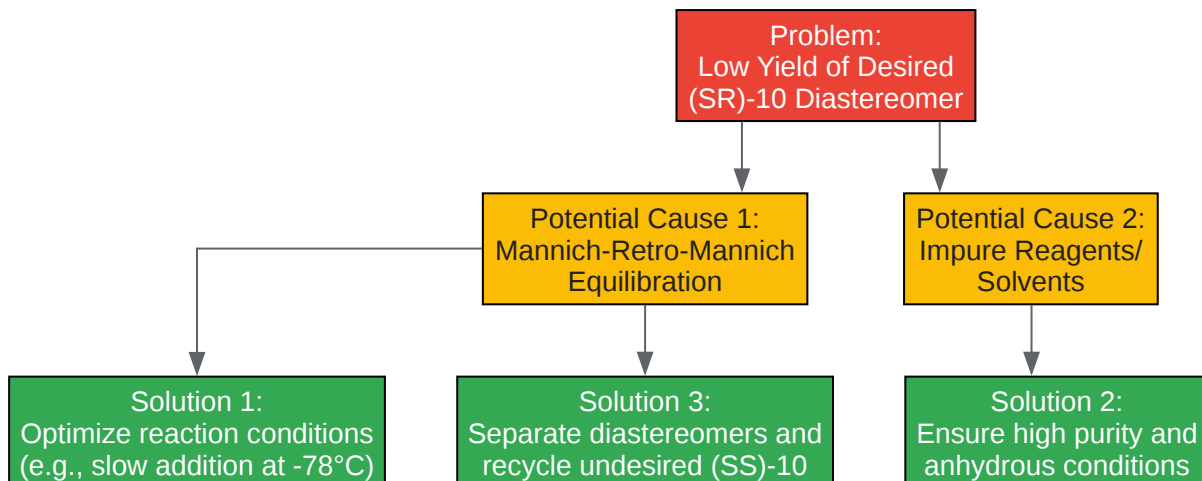 Problem:
Low Yield of Desired
(SR)-10 Diastereomer
Potential Cause 1:
Mannich-Retro-Mannich
Equilibration
Potential Cause 2:
Impure Reagents/
Solvents
Solution 1:
Optimize reaction conditions
(e.g., slow addition at -78°C)
Solution 3:
Separate diastereomers and
recycle undesired (SS)-10
Solution 2:
Ensure high purity and
anhydrous conditions